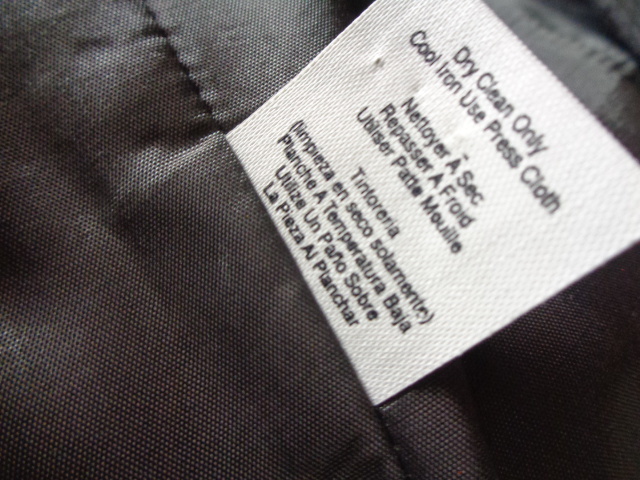 Dry Clean Only
Cool Iron Use Press Cloth
Nettoyer À Sec
Repasser À Froid
Utiliser Patte Mouille
Tintoreria
(limpieza en seco solamente)
Planche A Temperatura Baja
Utilize Un Paño Sobre
La Pieza Al Planchar